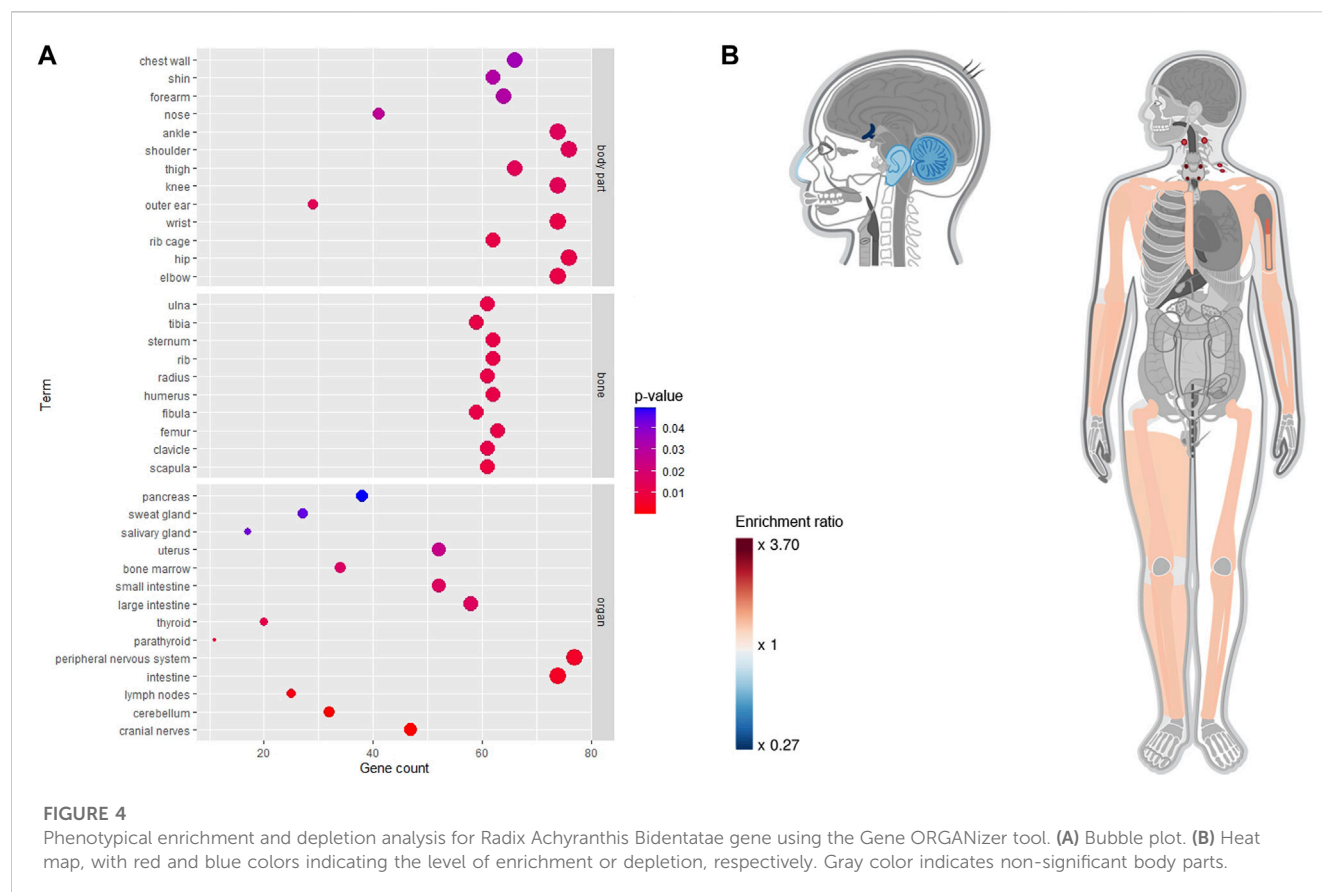 A
B
Term
chest wall
shin
forearm
nose
ankle
shoulder
thigh
knee
outer ear
wrist
rib cage
hip
elbow
body part
ulna
tibia
sternum
rib
radius
humerus
fibula
femur
clavicle
scapula
bone
pancreas
sweat gland
salivary gland
uterus
bone marrow
small intestine
large intestine
thyroid
parathyroid
peripheral nervous system
intestine
lymph nodes
cerebellum
cranial nerves
organ
20 40 60 80
Gene count
p-value
0.04
0.03
0.02
0.01
Enrichment ratio
x 3.70
x 1
x 0.27
FIGURE 4
Phenotypical enrichment and depletion analysis for Radix Achyranthis Bidentatae gene using the Gene ORGANizer tool. (A) Bubble plot. (B) Heat
map, with red and blue colors indicating the level of enrichment or depletion, respectively. Gray color indicates non-significant body parts.